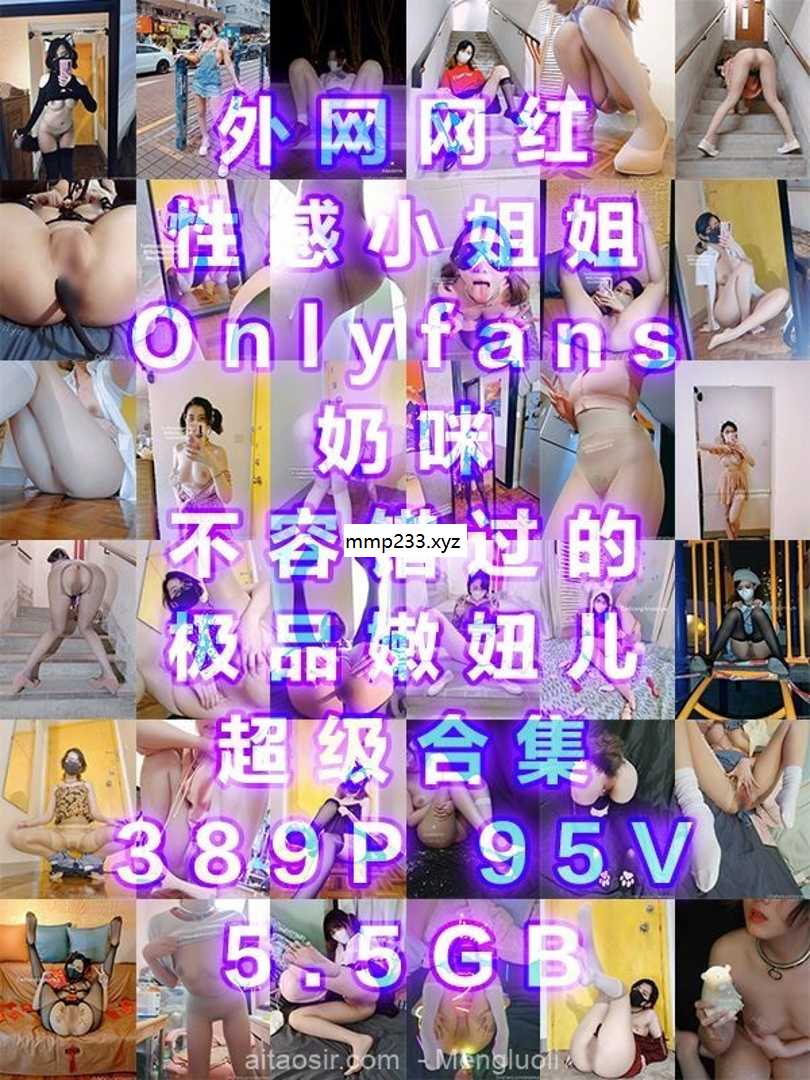 外网网红
性感小姐姐
Onlyfans
奶咪
不容错过的
mmp233.xyz
极品嫩妞儿
超级合集
389P 95V
5.5GB
aitaosir.com - Mengluoli